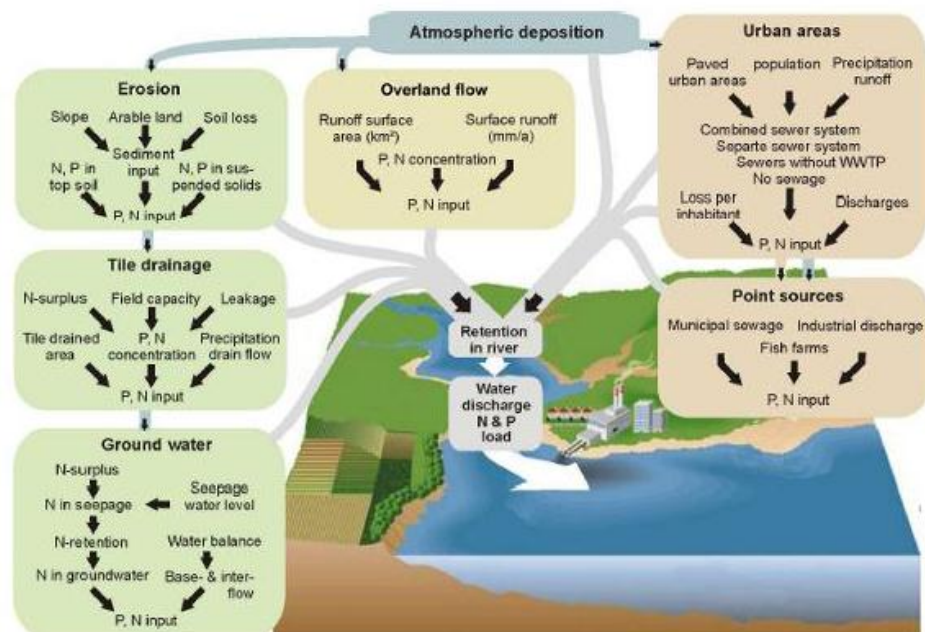 Atmospheric deposition
Erosion
Slope
Arable land
Soil loss
Sediment
input
N, P in
top soil
N, P in sus-
pended solids
P, N input
Overland flow
Runoff surface
area (km²)
Surface runoff
(mm/a)
P, N concentration
P, N input
Urban areas
Paved
urban areas
population
Precipitation
runoff
Combined sewer system
Separte sewer system
Sewers without WWTP
No sewage
Loss per
inhabitant
Discharges
P, N input
Tile drainage
N-surplus
Field capacity
Leakage
Tile drained
area
P, N
concentration
Precipitation
drain flow
P, N input
Point sources
Municipal sewage
Industrial discharge
Fish farms
P, N input
Retention
in river
Water
discharge
N & P
load
Ground water
N-surplus
N in seepage
Seepage
water level
N-retention
Water balance
N in groundwater
Base- & inter-
flow
P, N input